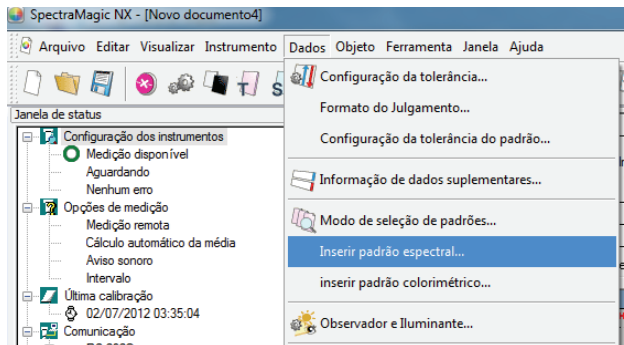 SpectraMagic NX - [Novo documento4]
Arquivo Editar Visualizar Instrumento Dados Objeto Ferramenta Janela Ajuda
Janela de status
Configuração dos instrumentos
Medição disponível
Aguardando
Nenhum erro
Opções de medição
Medição remota
Cálculo automático da média
Aviso sonoro
Intervalo
Última calibração
02/07/2012 03:35:04
Comunicação
Configuração da tolerância...
Formato do Julgamento...
Configuração da tolerância do padrão...
Informação de dados suplementares...
Modo de seleção de padrões...
Inserir padrão espectral...
inserir padrão colorimétrico...
Observador e Iluminante...